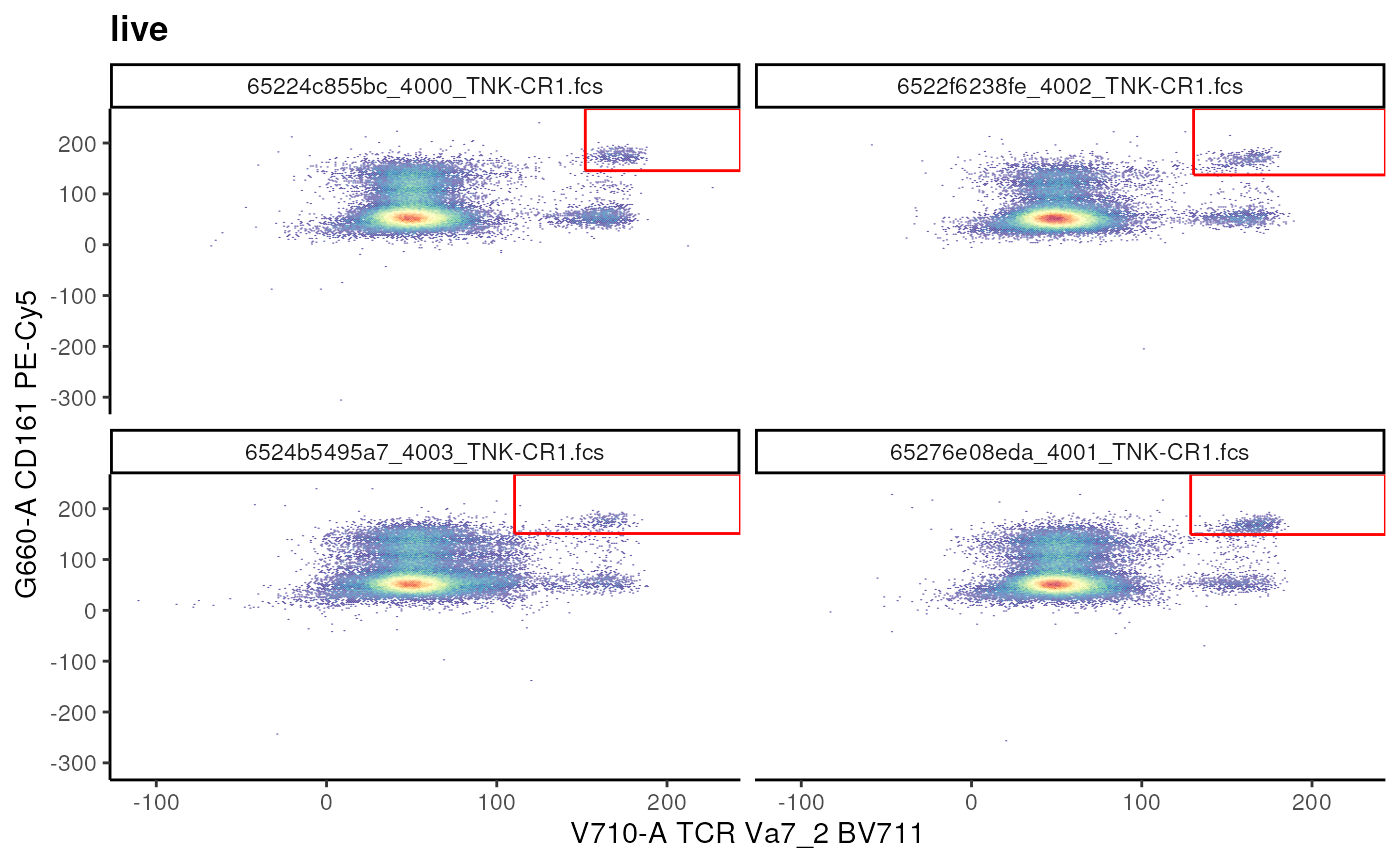 live
65224c855bc_4000_TNK-CR1.fcs
6522f6238fe_4002_TNK-CR1.fcs
200
100
0
-100
-200
-300
G660-A CD161 PE-Cy5
6524b5495a7_4003_TNK-CR1.fcs
65276e08eda_4001_TNK-CR1.fcs
200
100
0
-100
-200
-300
-100 0 100 200
-100 0 100 200
V710-A TCR Va7_2 BV711